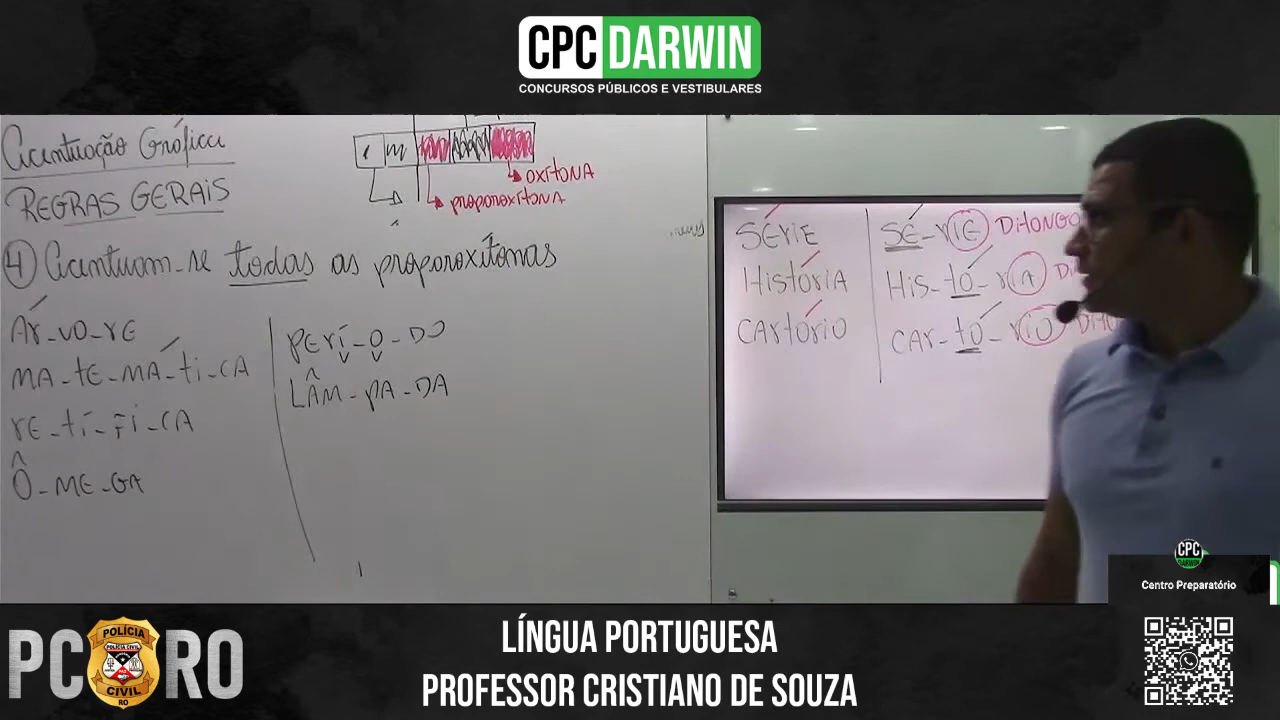 CPC DARWIN
CONCURSOS PÚBLICOS E VESTIBULARES
Acentuação Gráfica
REGRAS GERAIS
oxítona
proparoxítona
4) Acentuam-se todas as proparoxítonas
ÁR-VO-RE
MA-TE-MÁ-TI-CA
RE-TÍ-FI-CA
Ô-ME-GA
PERÍ-O-DO
LÂM-PA-DA
SÉRIE
HISTÓRIA
CARTÓRIO
SÉ-RIE DITONGO
HIS-TÓ-RIA
CAR-TÓ-RIO
CPC DARWIN
Centro Preparatório
PC RO
POLÍCIA
POLÍCIA CIVIL
CIVIL
RO
LÍNGUA PORTUGUESA
PROFESSOR CRISTIANO DE SOUZA